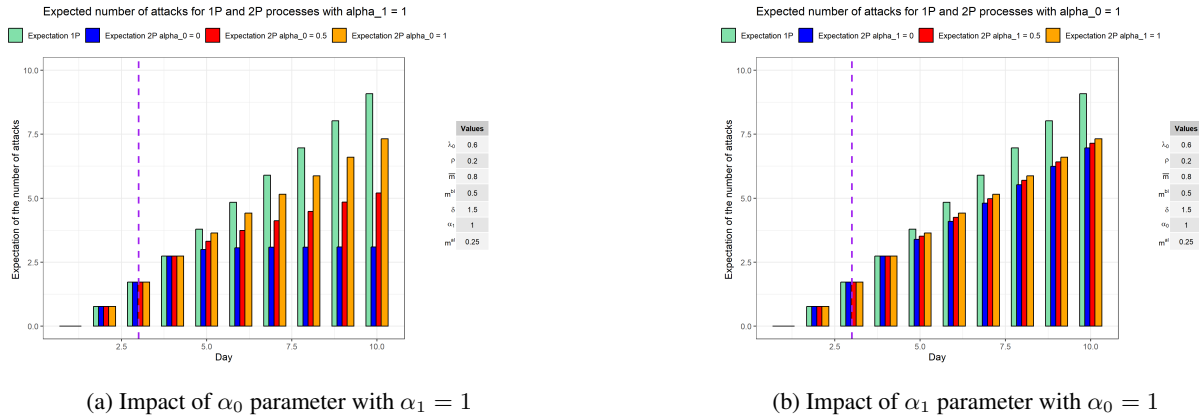 Expected number of attacks for 1P and 2P processes with alpha_1 = 1
Expectation 1P Expectation 2P alpha_0 = 0 Expectation 2P alpha_0 = 0.5 Expectation 2P alpha_0 = 1
Expectation of the number of attacks
10.0
7.5
5.0
2.5
0.0
2.5 5.0 7.5 10.0
Day
Values
λ₀ 0.6
ρ 0.2
m̅ 0.8
m^bi 0.5
δ 1.5
α₁ 1
m^al 0.25
(a) Impact of α₀ parameter with α₁ = 1
Expected number of attacks for 1P and 2P processes with alpha_0 = 1
Expectation 1P Expectation 2P alpha_1 = 0 Expectation 2P alpha_1 = 0.5 Expectation 2P alpha_1 = 1
Expectation of the number of attacks
10.0
7.5
5.0
2.5
0.0
2.5 5.0 7.5 10.0
Day
Values
λ₀ 0.6
ρ 0.2
m̅ 0.8
m^bi 0.5
δ 1.5
α₀ 1
m^al 0.25
(b) Impact of α₁ parameter with α₀ = 1